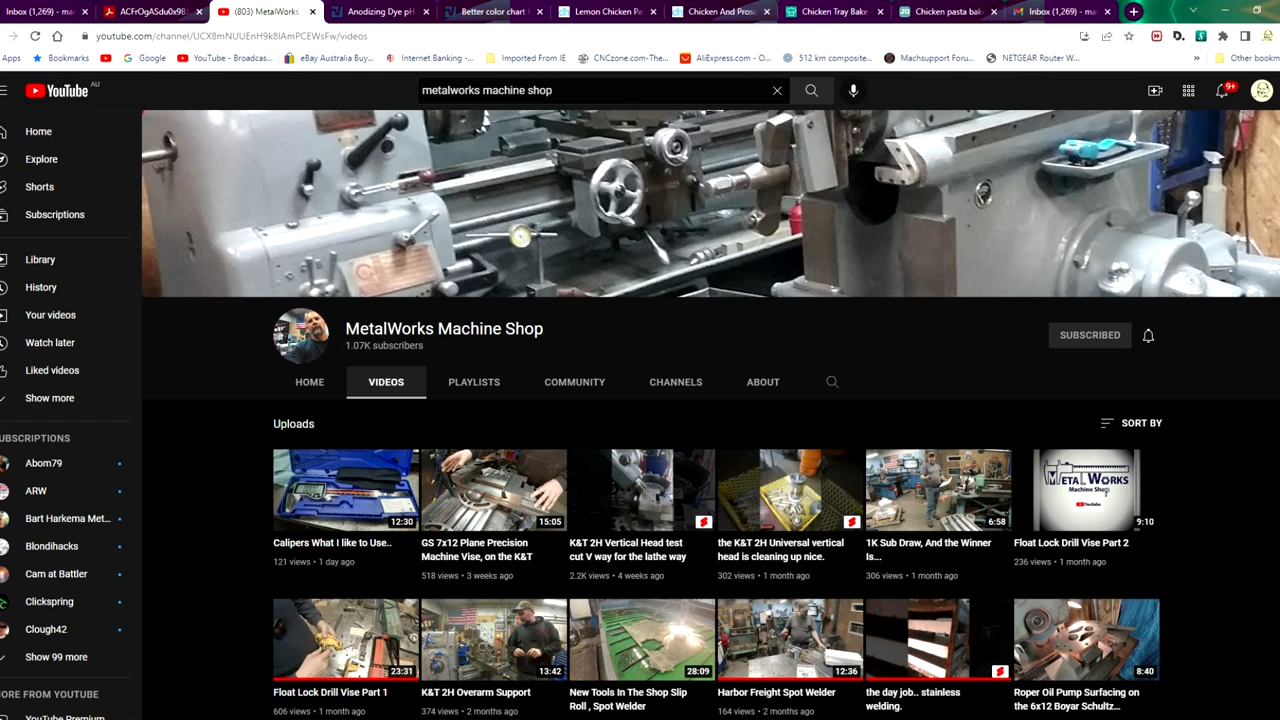 Inbox (1,269) - ma
ACFrOgASdu0x9B
(803) MetalWorks
Anodizing Dye pH
Better color chart
Lemon Chicken Pa
Chicken And Pros
Chicken Tray Bake
Chicken pasta bak
Inbox (1,269) - ma
youtube.com/channel/UCX8mNUUEnH9k8IAmPCEWsFw/videos
Apps
Bookmarks
Google
YouTube - Broadcas...
eBay Australia Buy...
Internet Banking -...
Imported From IE
CNCzone.com-The...
AliExpress.com - O...
512 km composite...
Machsupport Foru...
NETGEAR Router W...
»
Other bookm
YouTube AU
metalworks machine shop
9+
Home
Explore
Shorts
Subscriptions
Library
History
Your videos
Watch later
Liked videos
Show more
UBSCRIPTIONS
Abom79
ARW
Bart Harkema Met...
Blondihacks
Cam at Battler
Clickspring
Clough42
Show 99 more
MORE FROM YOUTUBE
YouTube Premium
MetalWorks Machine Shop
1.07K subscribers
SUBSCRIBED
HOME
VIDEOS
PLAYLISTS
COMMUNITY
CHANNELS
ABOUT
Uploads
SORT BY
12:30
Calipers What I like to Use..
121 views • 1 day ago
15:05
GS 7x12 Plane Precision
Machine Vise, on the K&T
518 views • 3 weeks ago
K&T 2H Vertical Head test
cut V way for the lathe way
2.2K views • 4 weeks ago
the K&T 2H Universal vertical
head is cleaning up nice.
302 views • 1 month ago
6:58
1K Sub Draw, And the Winner
Is...
306 views • 1 month ago
METAL WORKS
Machine Shop
YouTube
9:10
Float Lock Drill Vise Part 2
236 views • 1 month ago
23:31
Float Lock Drill Vise Part 1
606 views • 1 month ago
13:42
K&T 2H Overarm Support
374 views • 2 months ago
28:09
New Tools In The Shop Slip
Roll , Spot Welder
12:36
Harbor Freight Spot Welder
164 views • 2 months ago
the day job.. stainless
welding.
8:40
Roper Oil Pump Surfacing on
the 6x12 Boyar Schultz...